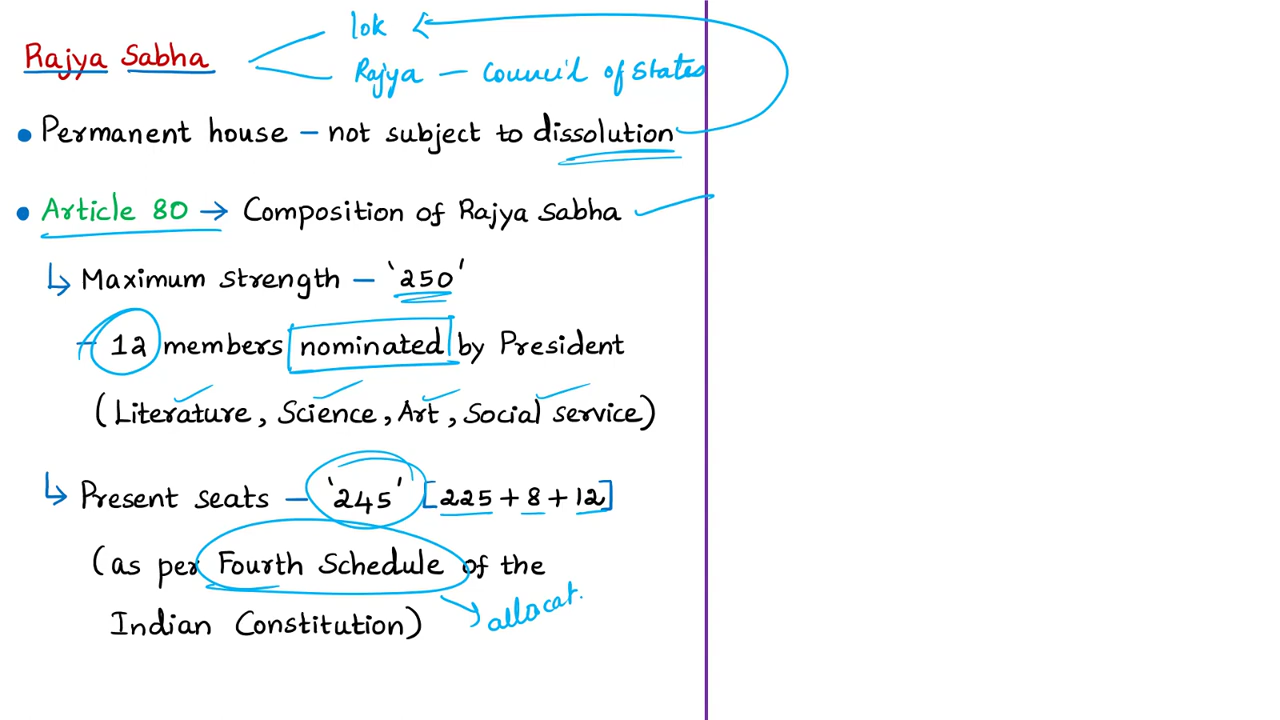 lok
Rajya Sabha
Rajya – Council of States
• Permanent house – not subject to dissolution
• Article 80 → Composition of Rajya Sabha
↳ Maximum strength – '250'
– 12 members nominated by President
(Literature, Science, Art, Social service)
↳ Present seats – '245' [225 + 8 + 12]
(as per Fourth Schedule of the
allocat.
Indian Constitution)